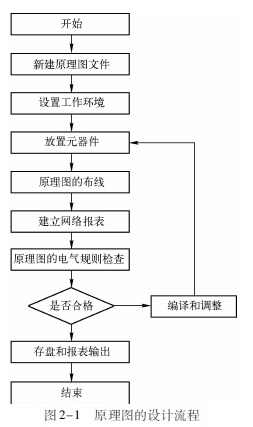 开始
新建原理图文件
设置工作环境
放置元器件
原理图的布线
建立网络报表
原理图的电气规则检查
是否合格
编译和调整
存盘和报表输出
结束
图2-1 原理图的设计流程